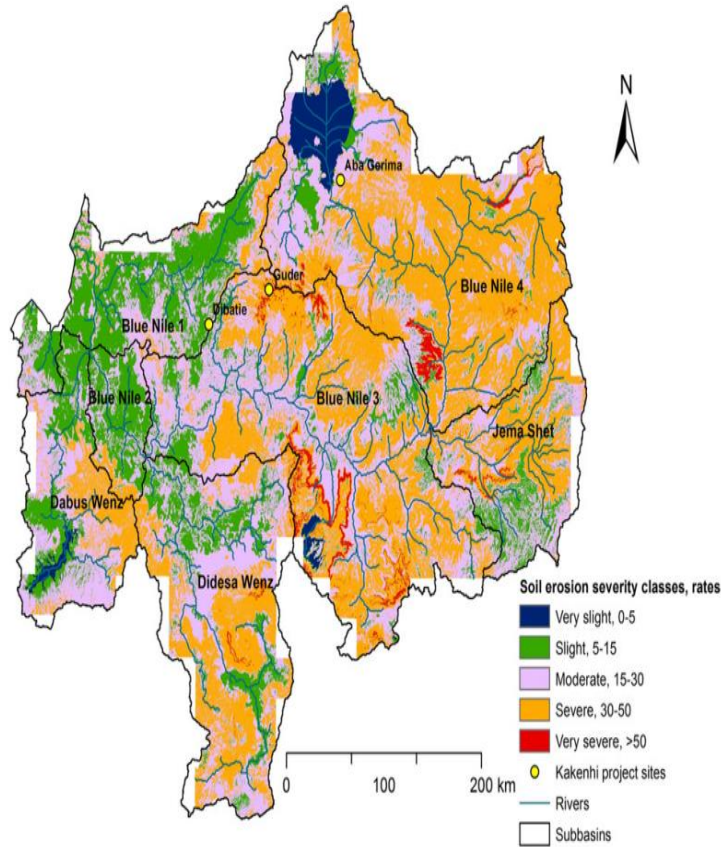 N
Aba Gerima
Blue Nile 4
Guder
Dibatie
Blue Nile 1
Blue Nile 2
Blue Nile 3
Jema Shet
Dabus Wenz
Didesa Wenz
Soil erosion severity classes, rates
Very slight, 0-5
Slight, 5-15
Moderate, 15-30
Severe, 30-50
Very severe, >50
Kakenhi project sites
Rivers
Subbasins
0 100 200 km